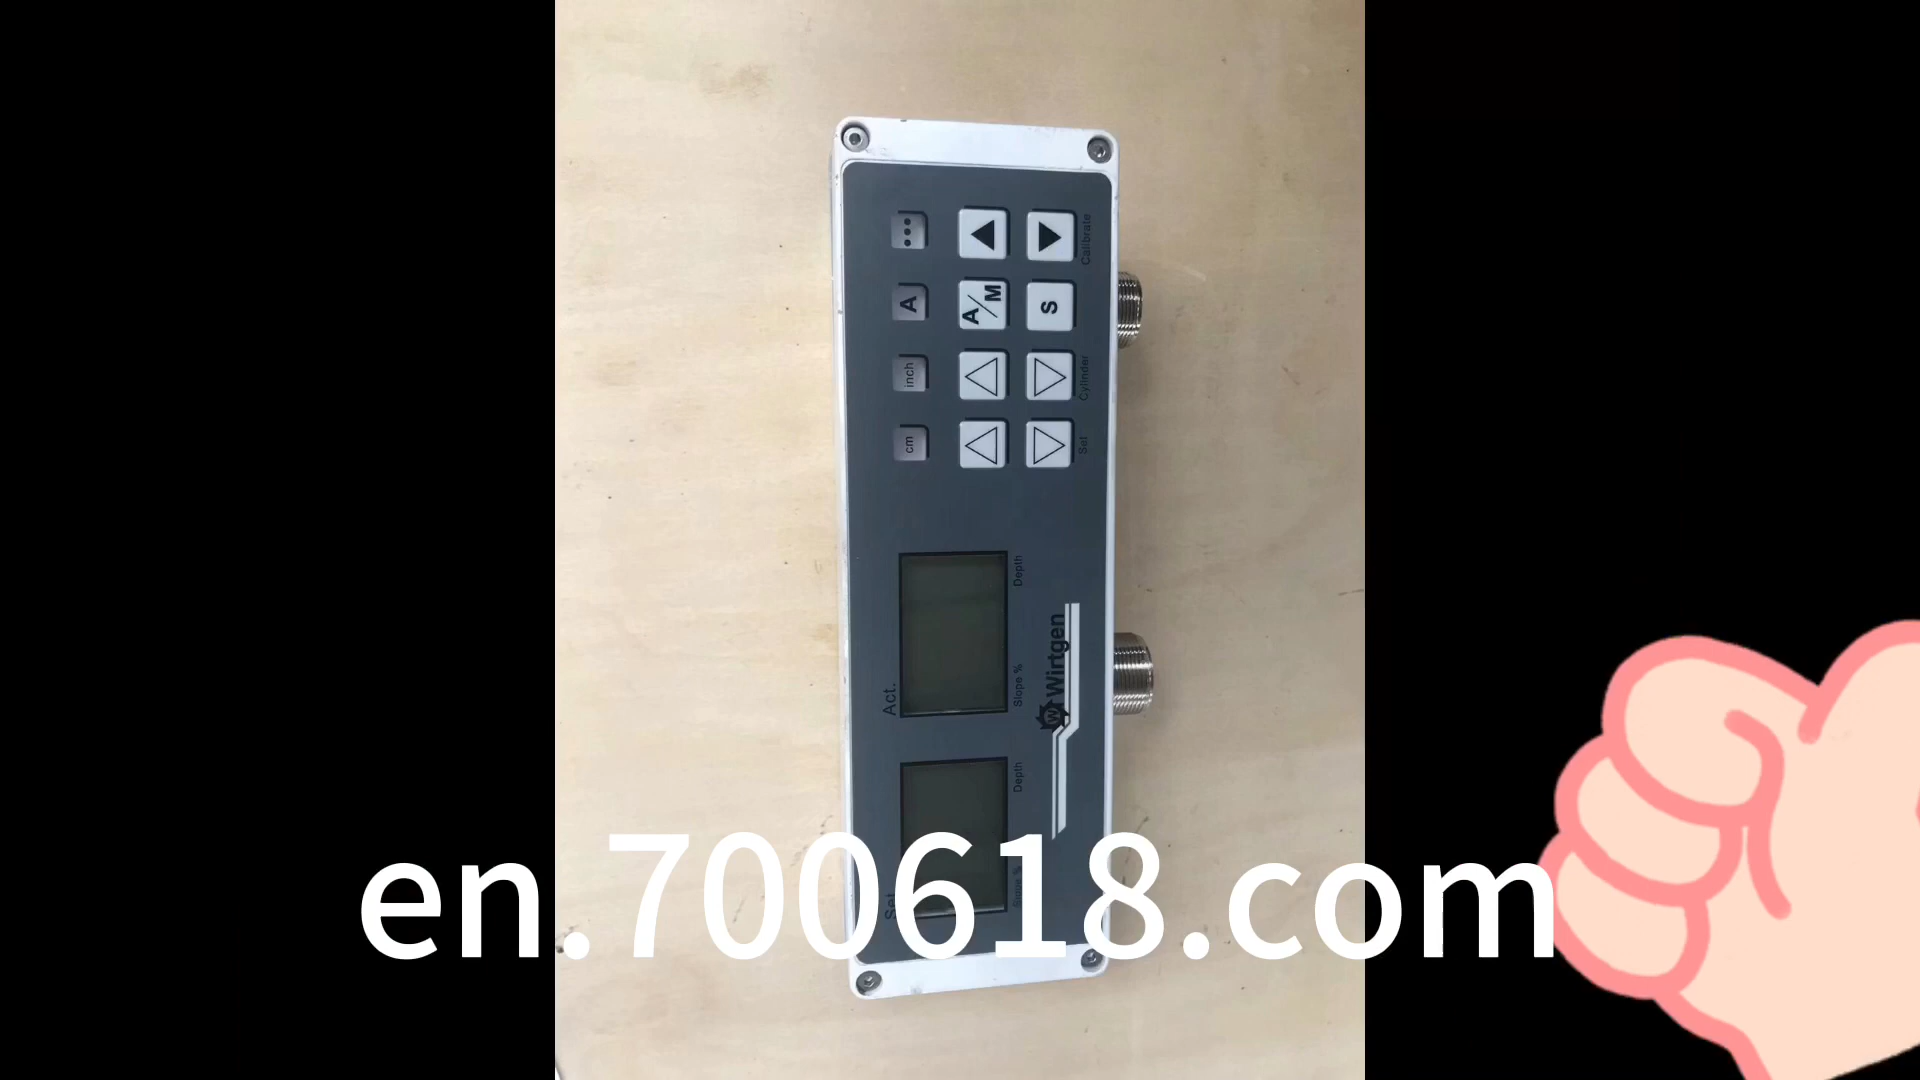 Set
Act.
Depth
Slope %
Depth
Wirtgen
W
cm
inch
A
A/M
S
Set
Cylinder
Calibrate
en.700618.com